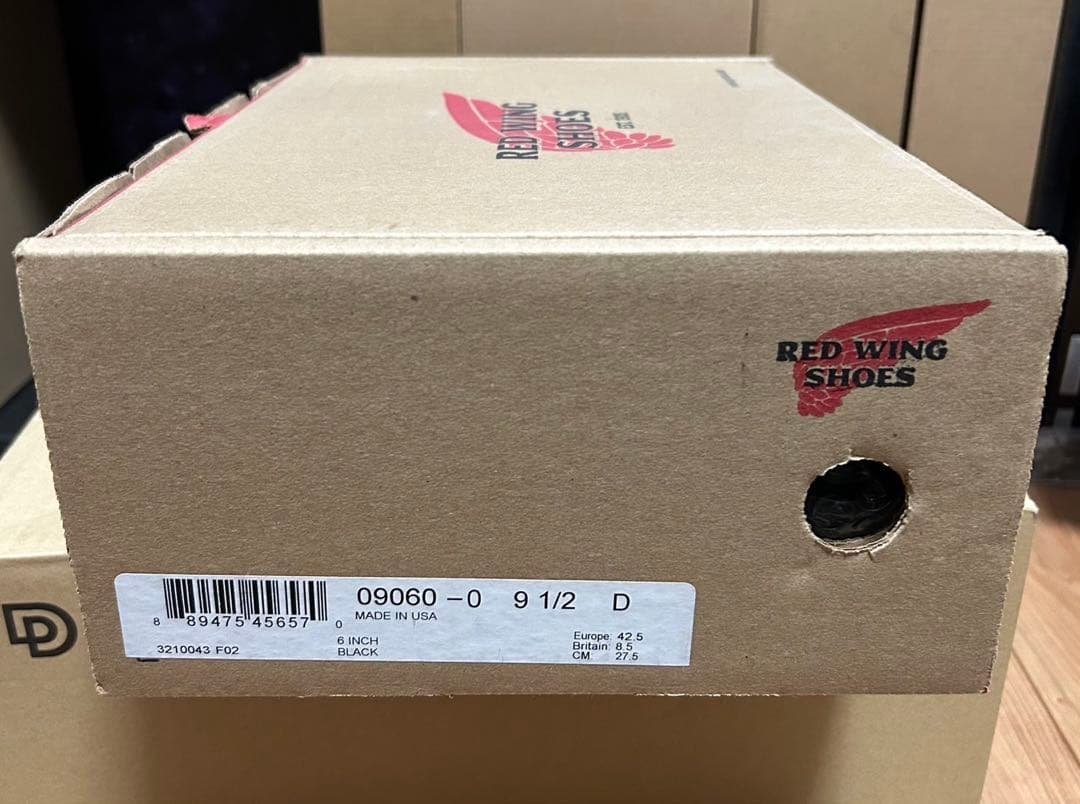 RED WING
SHOES
RED WING
SHOES
8 89475 45657 0
09060 -0 9 1/2 D
MADE IN USA
3210043 F02
6 INCH
BLACK
Europe: 42.5
Britain: 8.5
CM: 27.5